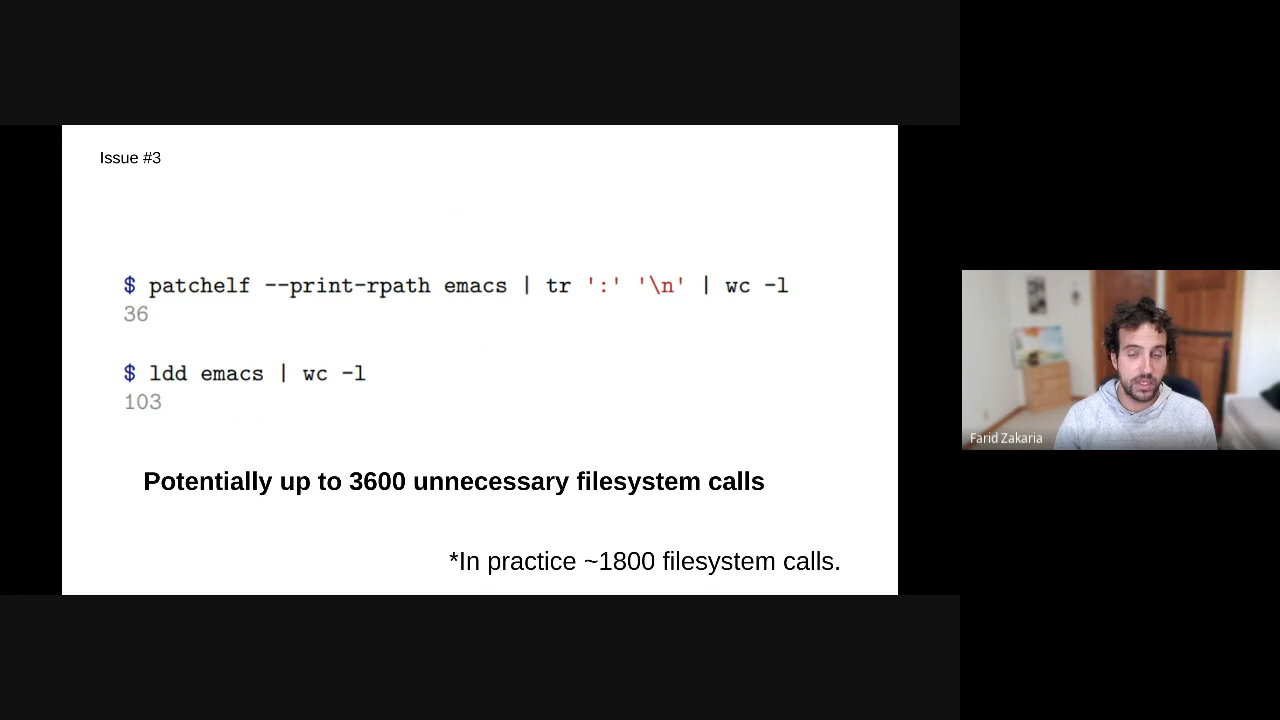 Issue #3
$ patchelf --print-rpath emacs | tr ':' '\n' | wc -l
36
$ ldd emacs | wc -l
103
Potentially up to 3600 unnecessary filesystem calls
*In practice ~1800 filesystem calls.
Farid Zakaria